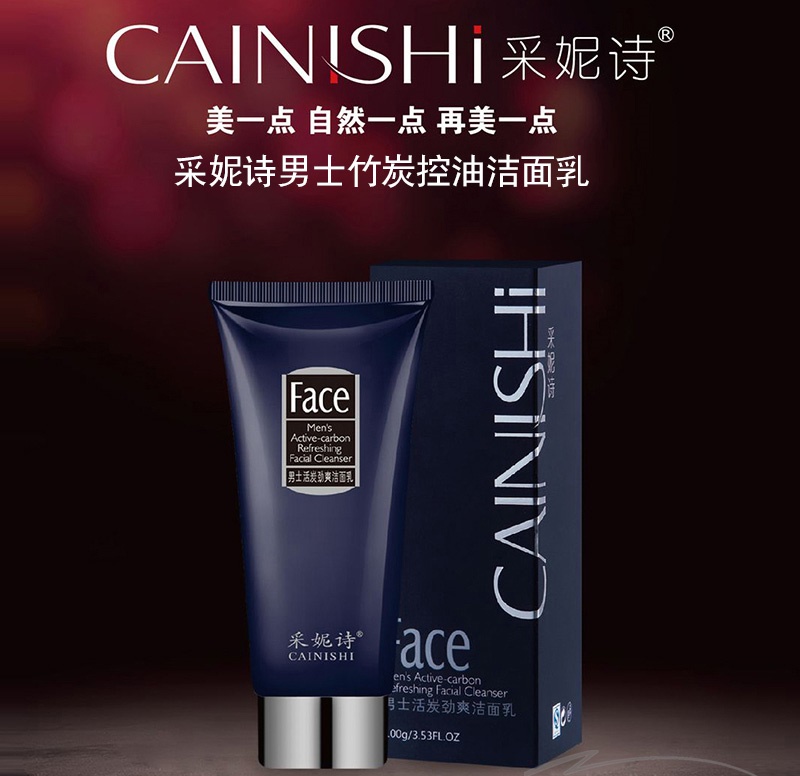 CAINISHi 采妮诗®
美一点 自然一点 再美一点
采妮诗男士竹炭控油洁面乳
Face
Men's
Active-carbon
Refreshing
Facial Cleanser
男士活炭劲爽洁面乳
采妮诗®
CAINISHI
CAINISHi
采妮诗
Face
en's Active-carbon
efreshing Facial Cleanser
男士活炭劲爽洁面乳
00g/3.53FL.OZ